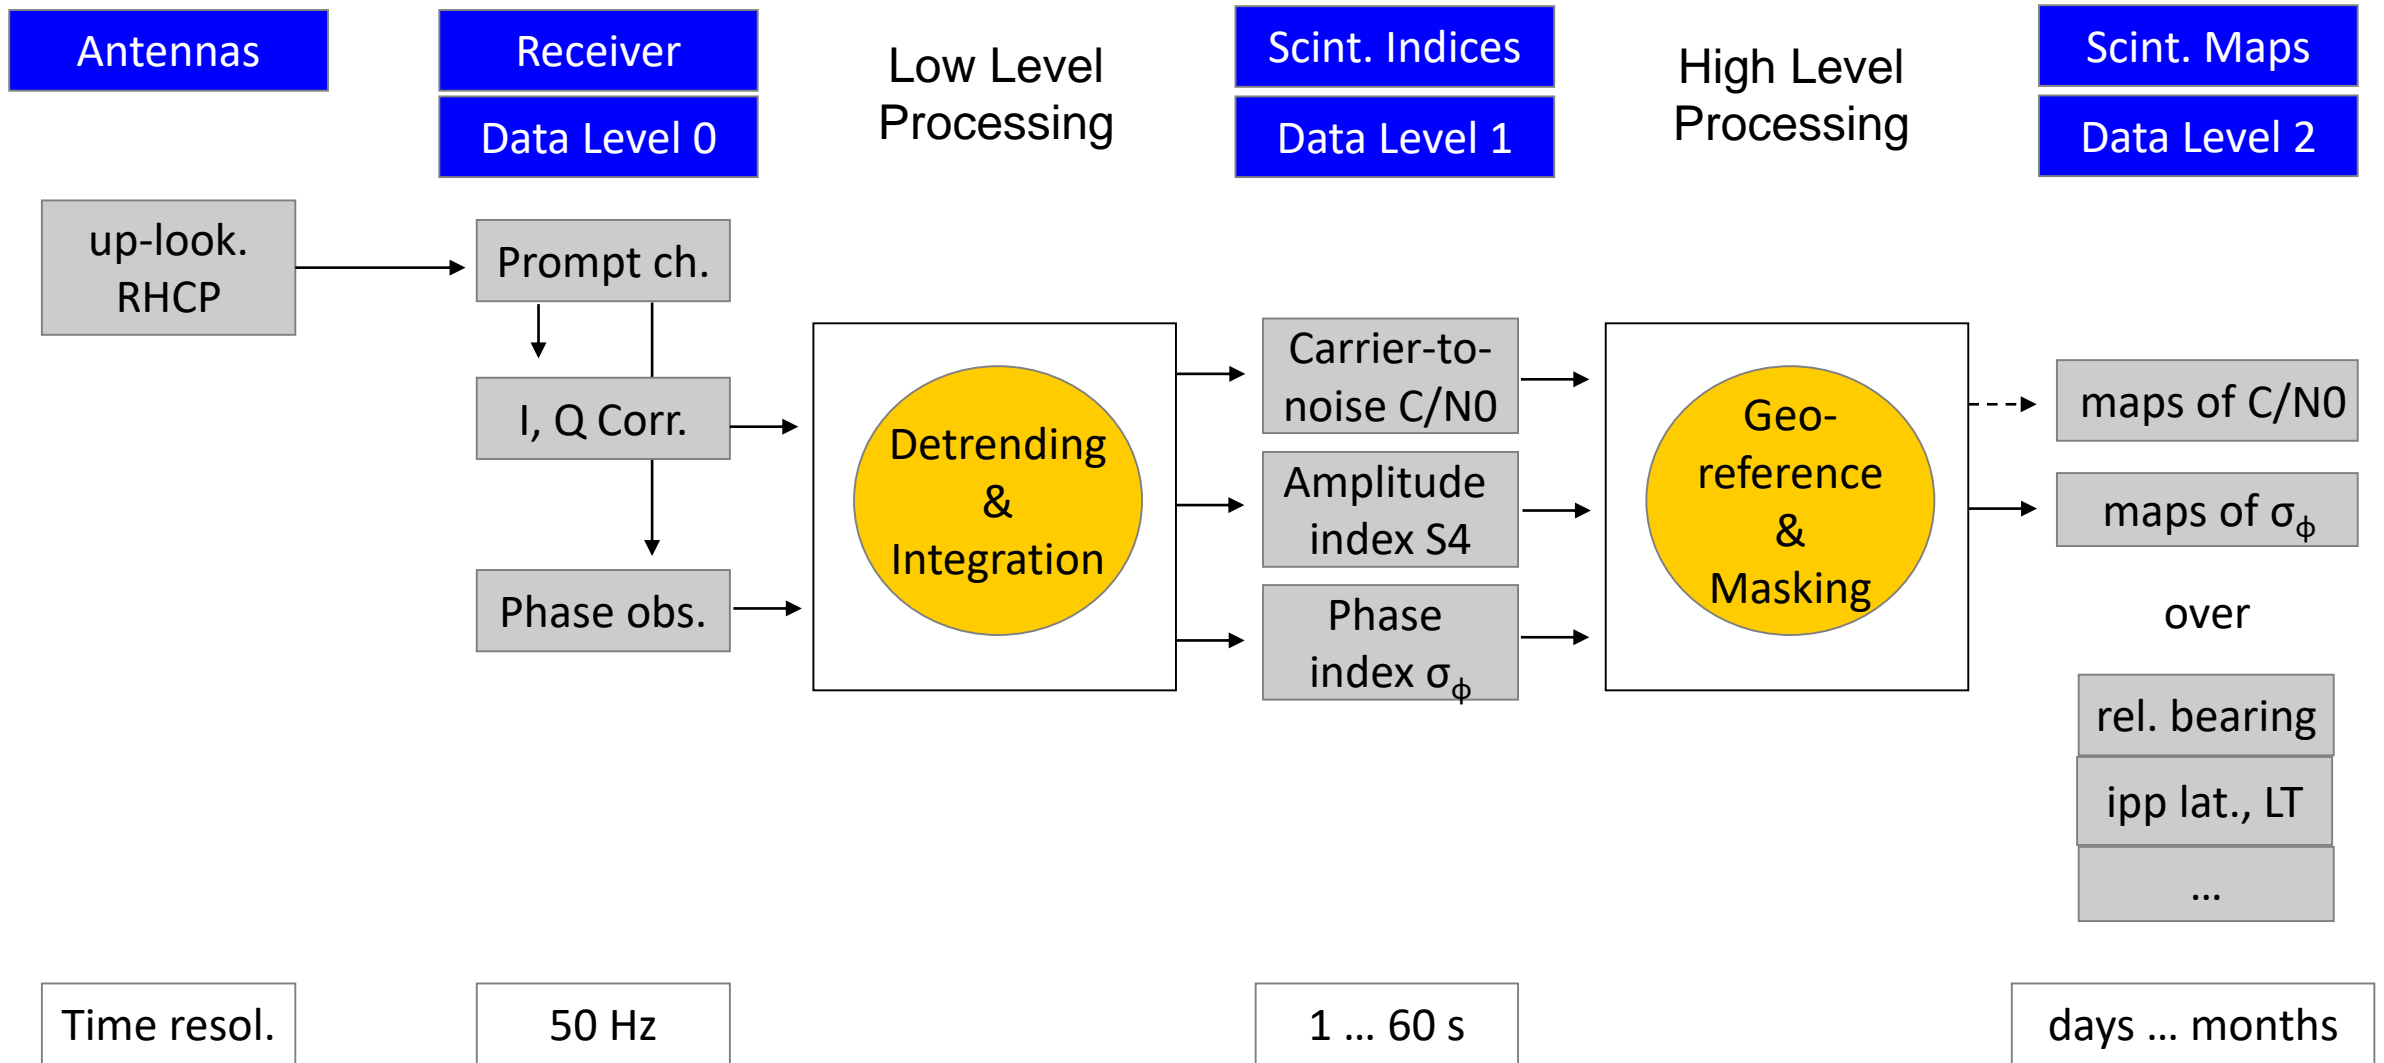 Antennas
Receiver
Data Level 0
Low Level
Processing
Scint. Indices
Data Level 1
High Level
Processing
Scint. Maps
Data Level 2
up-look.
RHCP
Prompt ch.
I, Q Corr.
Phase obs.
Detrending
&
Integration
Carrier-to-
noise C/N0
Amplitude
index S4
Phase
index σϕ
Geo-
reference
&
Masking
maps of C/N0
maps of σϕ
over
rel. bearing
ipp lat., LT
...
Time resol.
50 Hz
1 ... 60 s
days ... months